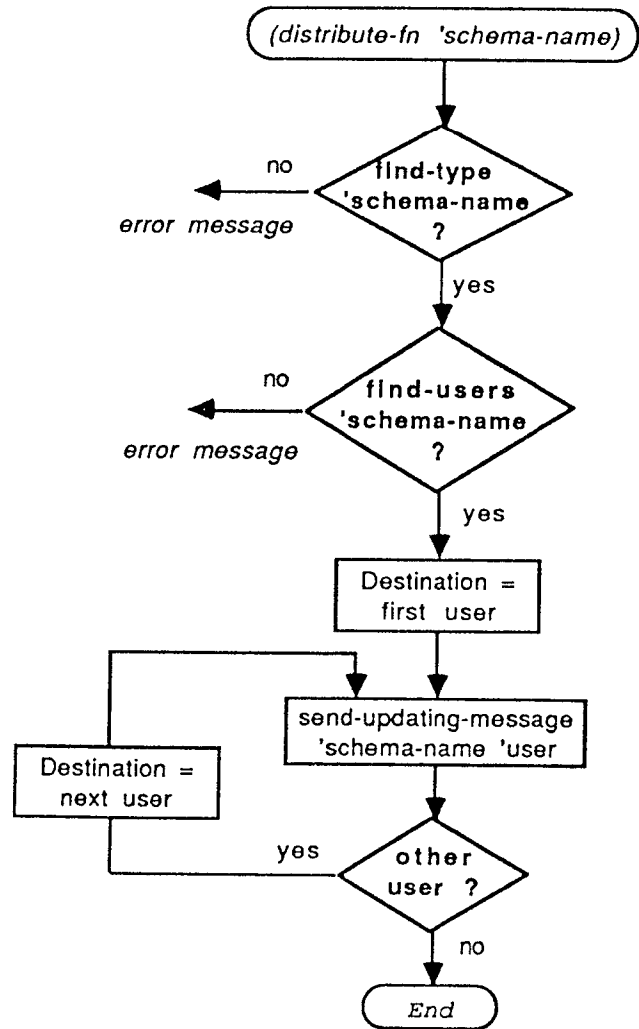 (distribute-fn 'schema-name)
find-type
'schema-name
?
no
error message
yes
find-users
'schema-name
?
no
error message
yes
Destination =
first user
send-updating-message
'schema-name 'user
Destination =
next user
yes
other
user ?
no
End